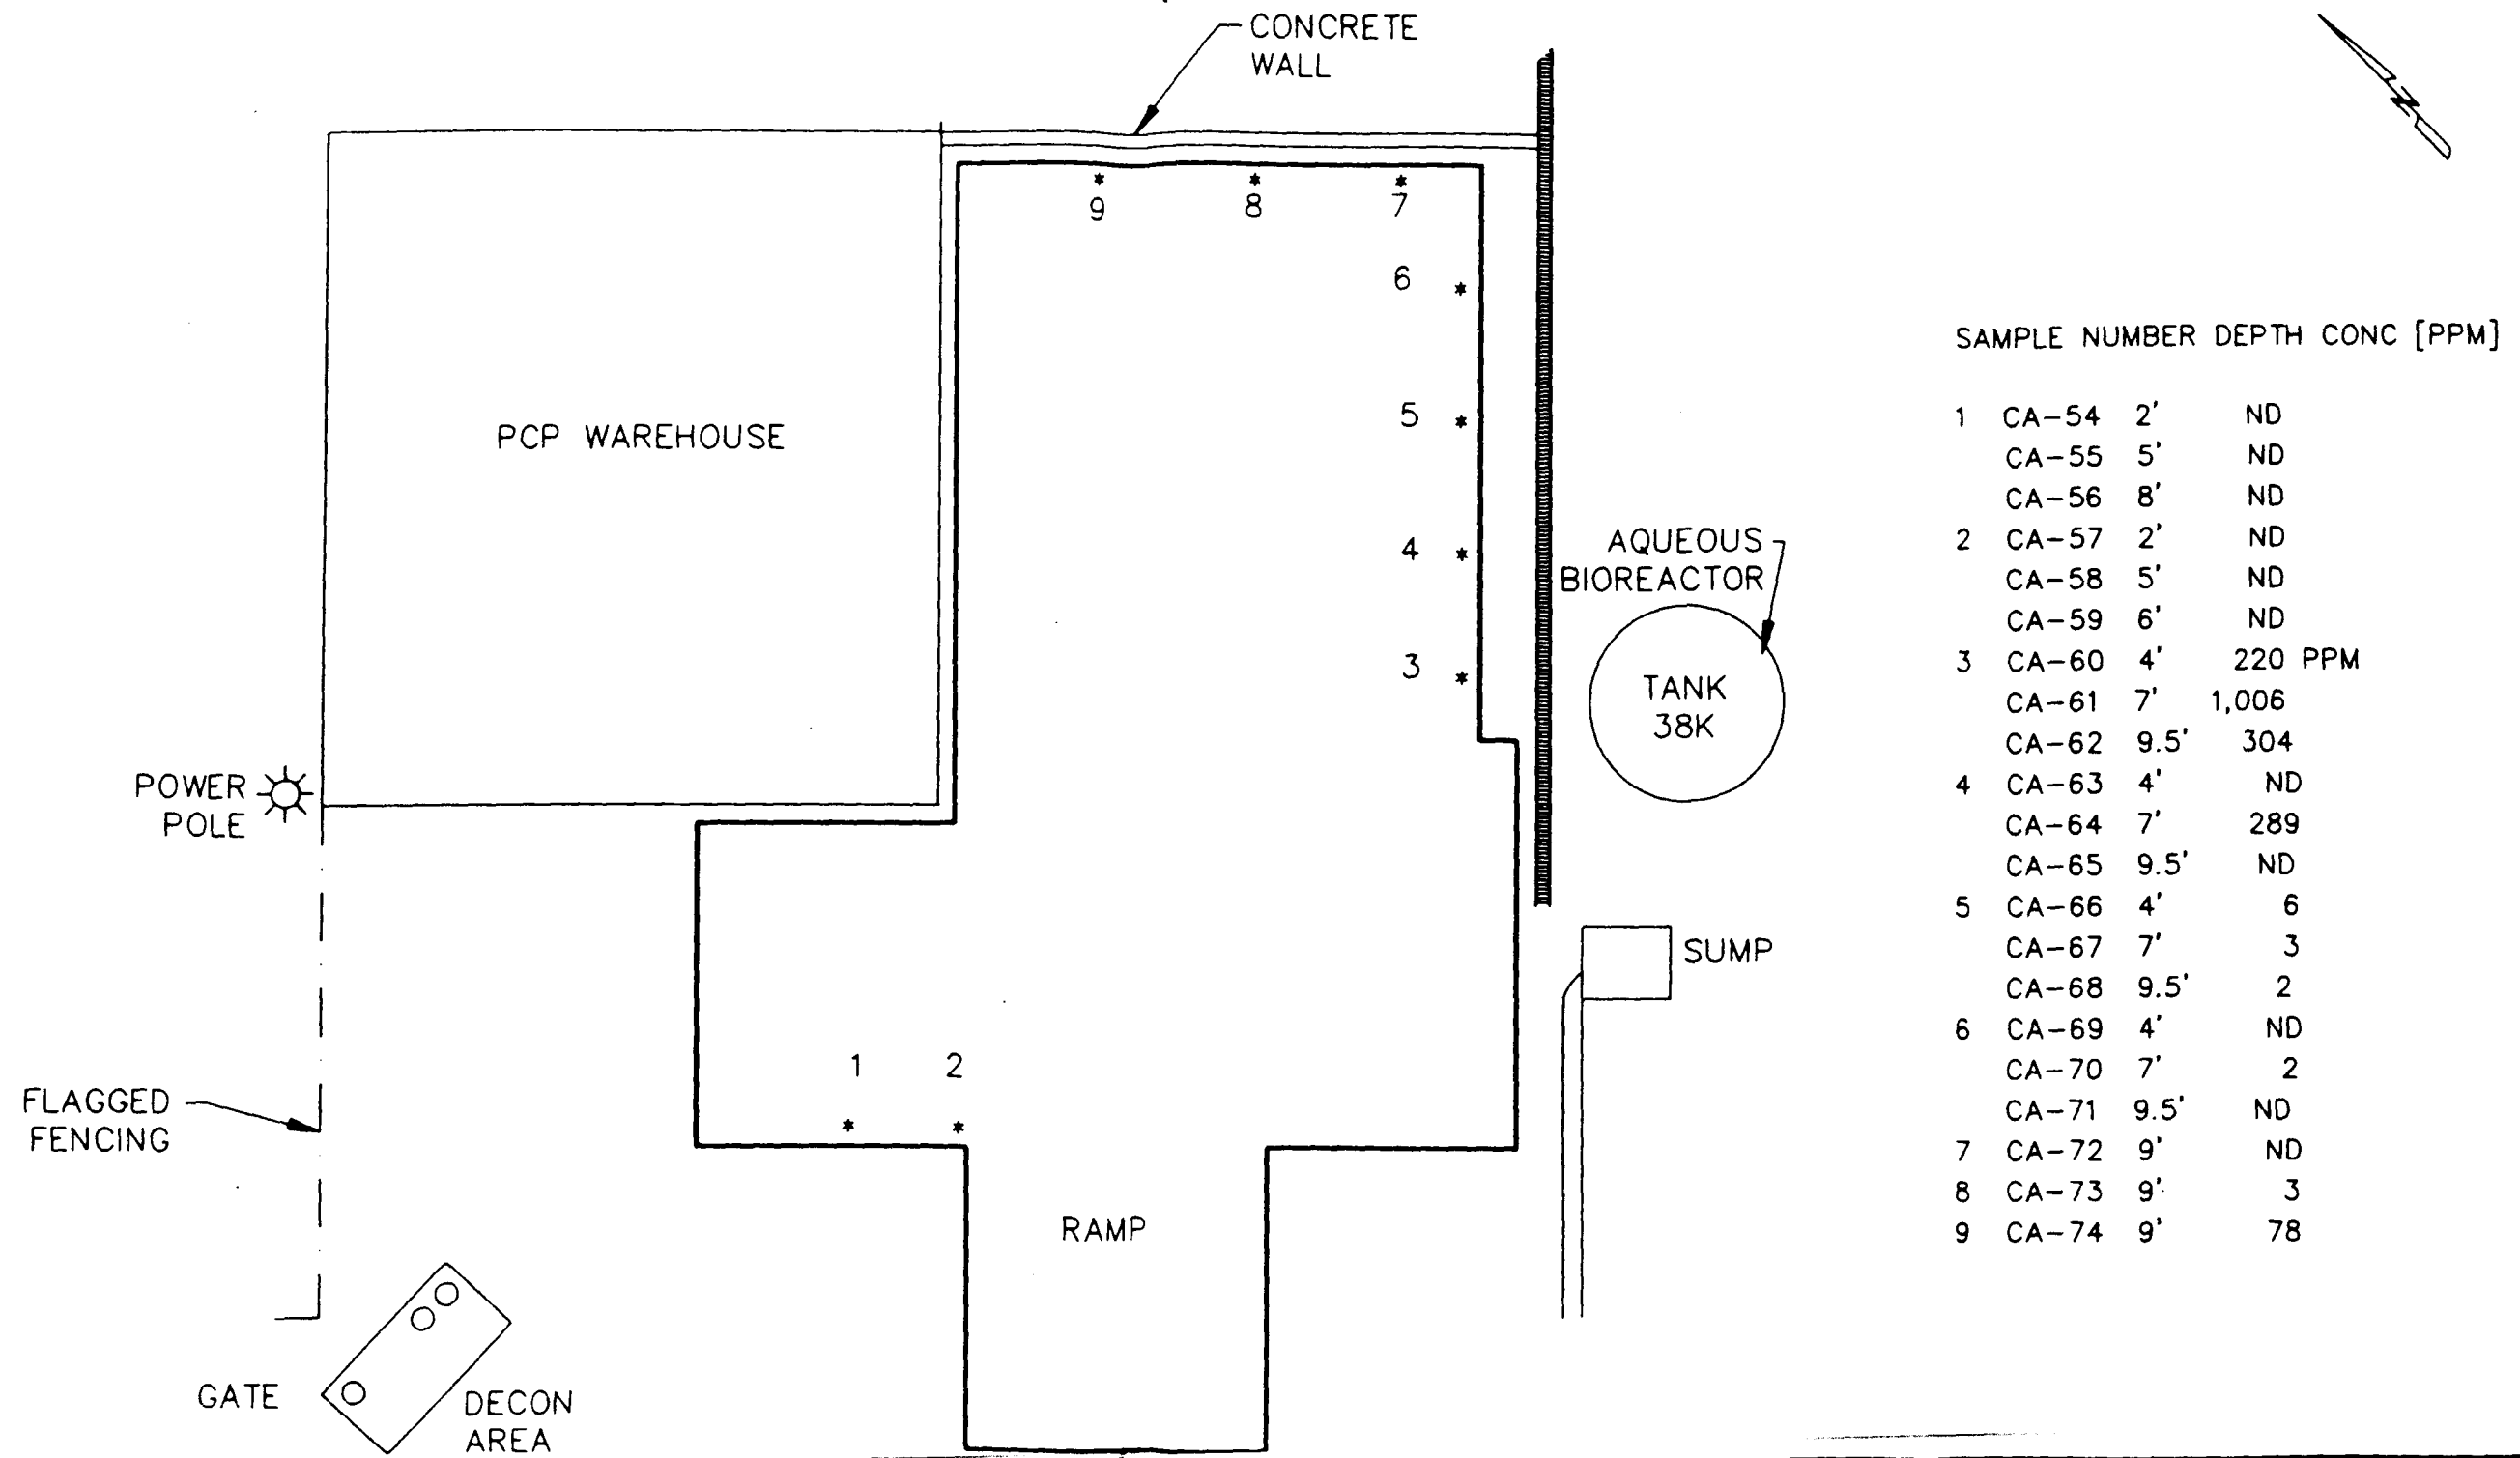 CONCRETE
WALL
9
8
7
6
5
4
3
PCP WAREHOUSE
AQUEOUS
BIOREACTOR
TANK
38K
POWER
POLE
SUMP
1
2
FLAGGED
FENCING
RAMP
GATE
DECON
AREA
SAMPLE NUMBER DEPTH CONC [PPM]
1 CA-54 2' ND
CA-55 5' ND
CA-56 8' ND
2 CA-57 2' ND
CA-58 5' ND
CA-59 6' ND
3 CA-60 4' 220 PPM
CA-61 7' 1,006
CA-62 9.5' 304
4 CA-63 4' ND
CA-64 7' 289
CA-65 9.5' ND
5 CA-66 4' 6
CA-67 7' 3
CA-68 9.5' 2
6 CA-69 4' ND
CA-70 7' 2
CA-71 9.5' ND
7 CA-72 9' ND
8 CA-73 9' 3
9 CA-74 9' 78